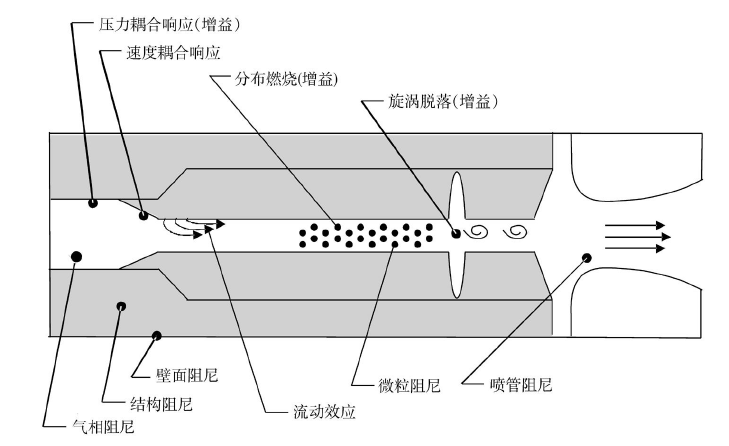 压力耦合响应(增益)
速度耦合响应
分布燃烧(增益)
旋涡脱落(增益)
壁面阻尼
微粒阻尼
喷管阻尼
结构阻尼
流动效应
气相阻尼